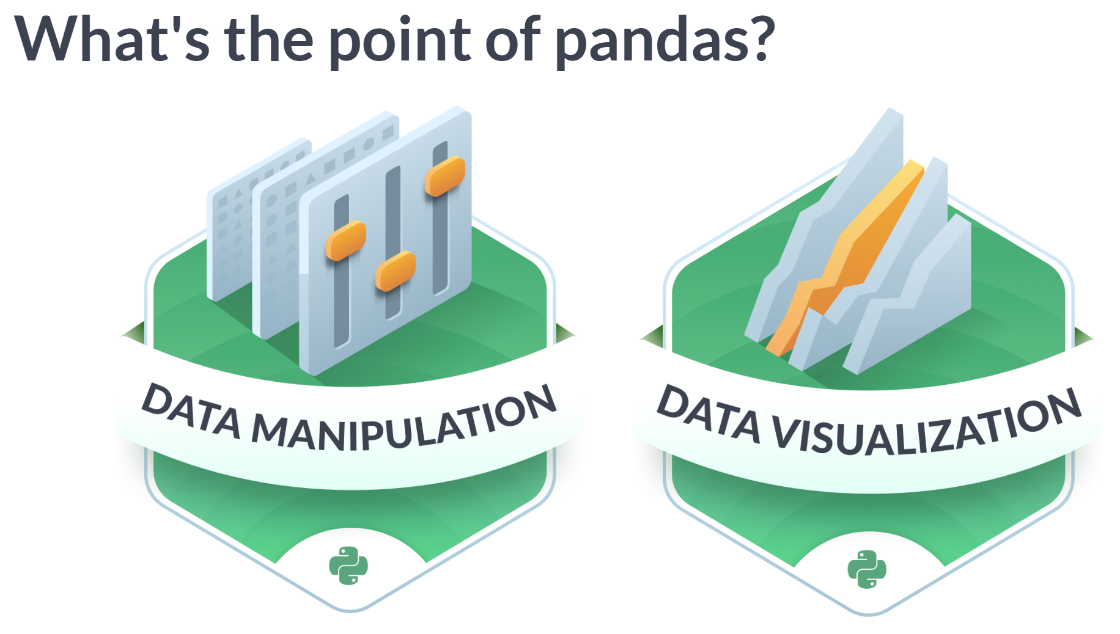 What's the point of pandas?
DATA MANIPULATION
DATA VISUALIZATION